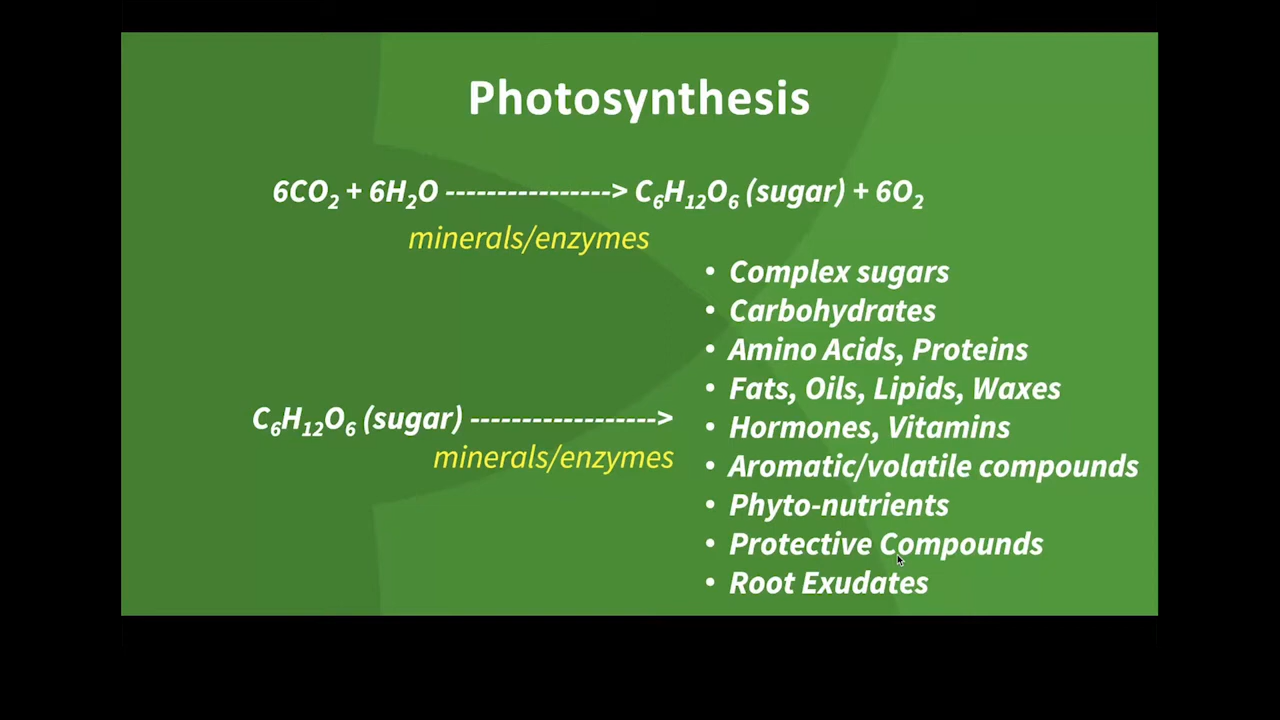 Photosynthesis
6CO₂ + 6H₂O ----------------> C₆H₁₂O₆ (sugar) + 6O₂
minerals/enzymes
C₆H₁₂O₆ (sugar) ------------------>
minerals/enzymes
• Complex sugars
• Carbohydrates
• Amino Acids, Proteins
• Fats, Oils, Lipids, Waxes
• Hormones, Vitamins
• Aromatic/volatile compounds
• Phyto-nutrients
• Protective Compounds
• Root Exudates